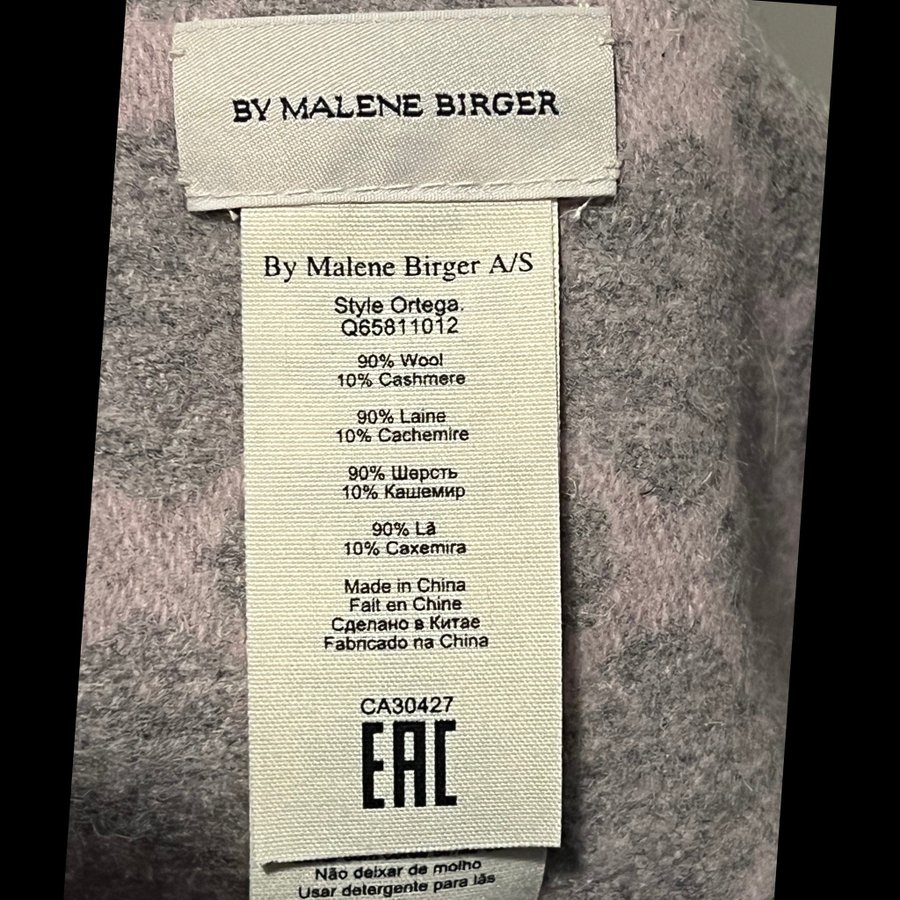 BY MALENE BIRGER
By Malene Birger A/S
Style Ortega.
Q65811012
90% Wool
10% Cashmere
90% Laine
10% Cachemire
90% Шерсть
10% Кашемир
90% Lã
10% Caxemira
Made in China
Fait en Chine
Сделано в Китае
Fabricado na China
CA30427
EAC
Não deixar de molho
Usar detergente para lãs